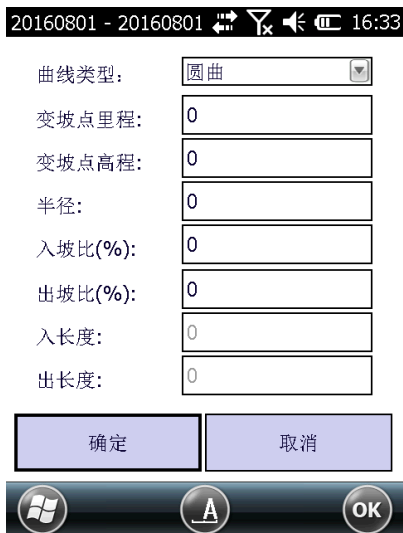 20160801 - 20160801 16:33
曲线类型： 圆曲
变坡点里程: 0
变坡点高程: 0
半径: 0
入坡比(%): 0
出坡比(%): 0
入长度: 0
出长度: 0
确定 取消
A OK